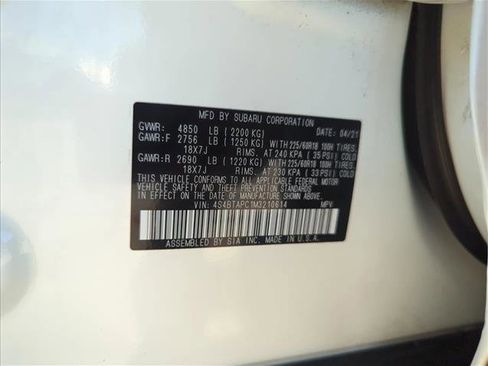 MFD BY SUBARU CORPORATION DATE: 04/21
GVWR: 4850 LB (2200 KG)
GAWR:F 2756 LB (1250 KG) WITH 225/60R18 100H TIRES.
18X7J RIMS. AT 240 KPA (35 PSI) COLD
GAWR:R 2690 LB (1220 KG) WITH 225/60R18 100H TIRES.
18X7J RIMS. AT 230 KPA (33 PSI) COLD
THIS VEHICLE CONFORMS TO ALL APPLICABLE FEDERAL MOTOR
VEHICLE SAFETY AND THEFT PREVENTION STANDARDS
IN EFFECT ON THE DATE OF MANUFACTURE SHOWN ABOVE.
VIN: 4S4BTAPC1M3210614 MPV
ASSEMBLED BY SIA INC. MADE IN U.S.A.